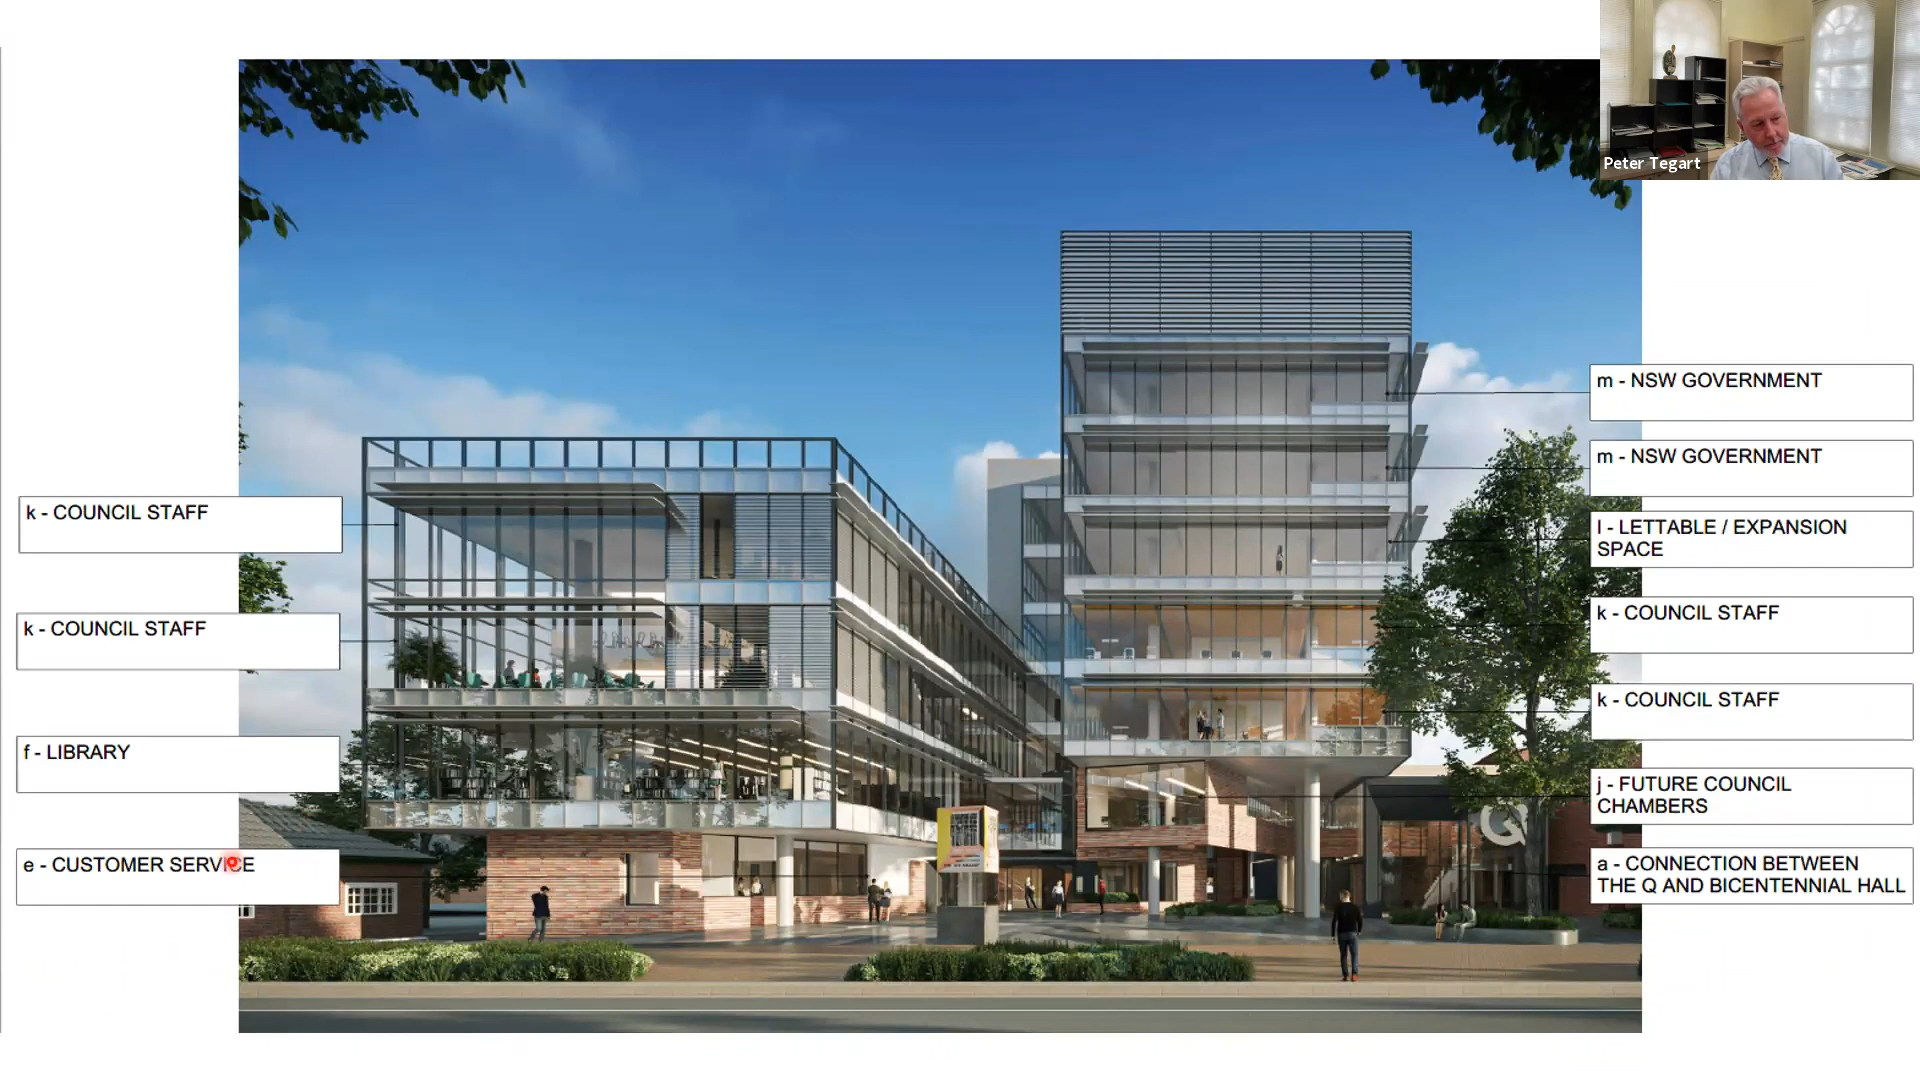 Peter Tegart
k - COUNCIL STAFF
k - COUNCIL STAFF
f - LIBRARY
e - CUSTOMER SERVICE
m - NSW GOVERNMENT
m - NSW GOVERNMENT
l - LETTABLE / EXPANSION
SPACE
k - COUNCIL STAFF
k - COUNCIL STAFF
j - FUTURE COUNCIL
CHAMBERS
a - CONNECTION BETWEEN
THE Q AND BICENTENNIAL HALL
Q